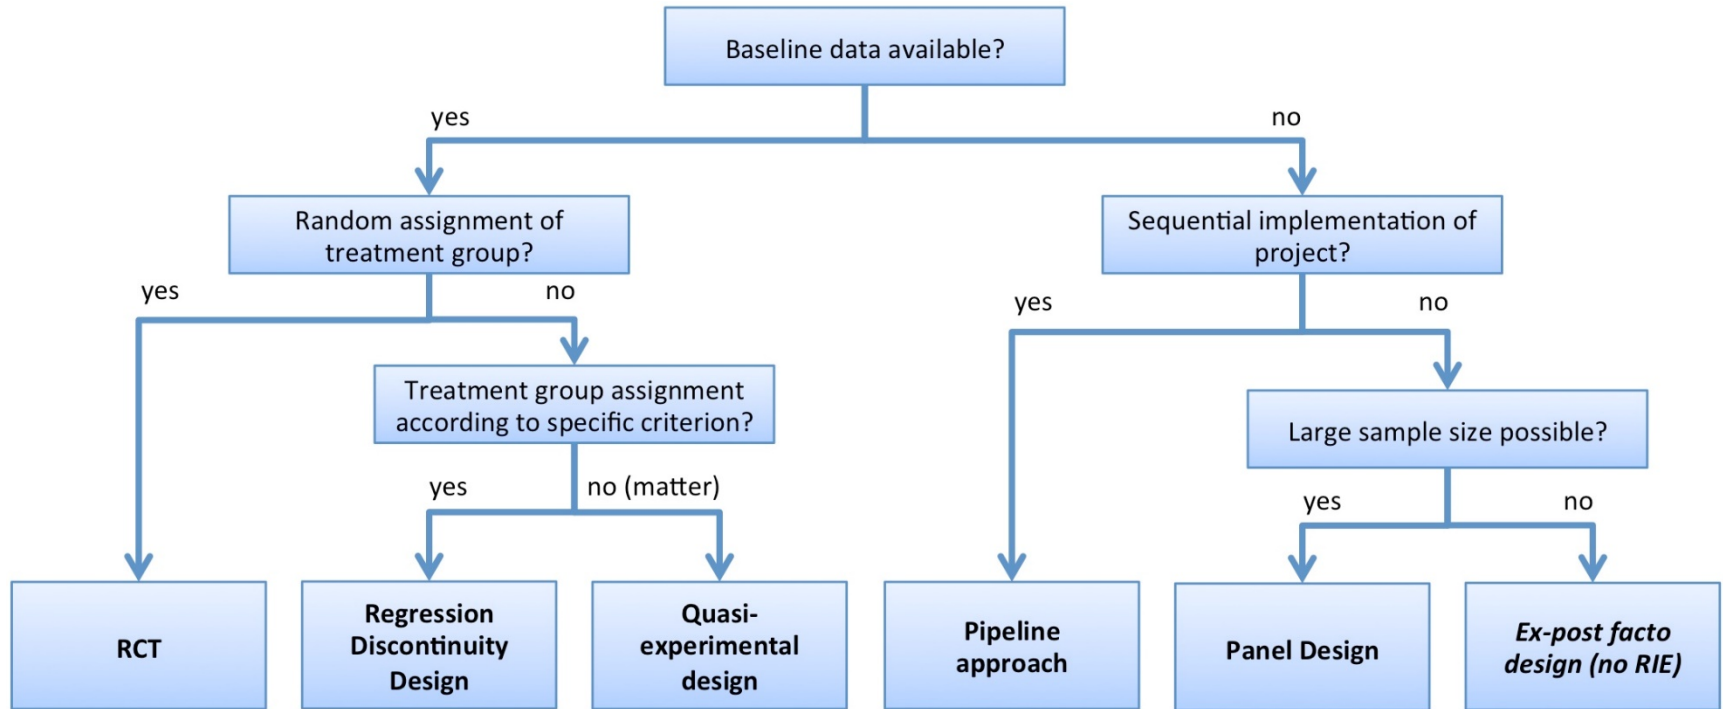 Baseline data available?
yes
no
Random assignment of
treatment group?
Sequential implementation of
project?
yes
no
yes
no
Treatment group assignment
according to specific criterion?
Large sample size possible?
yes
no (matter)
yes
no
RCT
Regression
Discontinuity
Design
Quasi-
experimental
design
Pipeline
approach
Panel Design
Ex-post facto
design (no RIE)